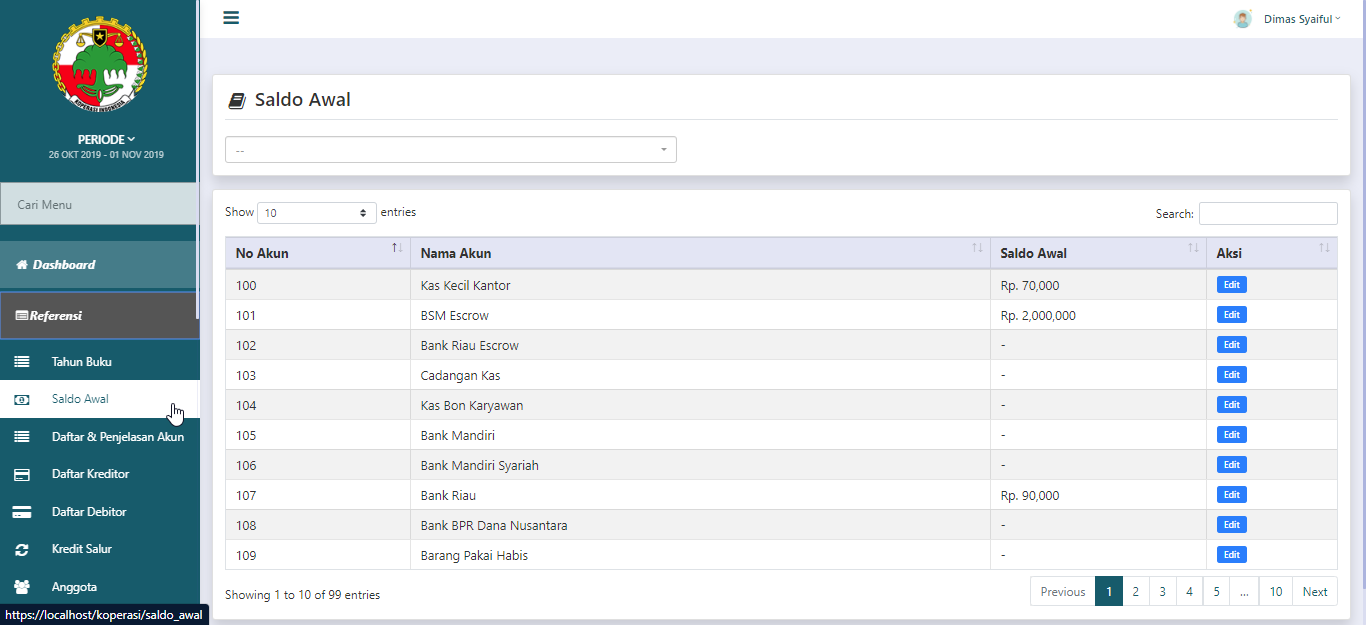 Dimas Syaiful
KOPERASI INDONESIA
PERIODE
26 OKT 2019 - 01 NOV 2019
Cari Menu
Dashboard
Referensi
Tahun Buku
Saldo Awal
Daftar & Penjelasan Akun
Daftar Kreditor
Daftar Debitor
Kredit Salur
Anggota
https://localhost/koperasi/saldo_awal
Saldo Awal
--
Show 10 entries Search:
No Akun Nama Akun Saldo Awal Aksi
100 Kas Kecil Kantor Rp. 70,000 Edit
101 BSM Escrow Rp. 2,000,000 Edit
102 Bank Riau Escrow - Edit
103 Cadangan Kas - Edit
104 Kas Bon Karyawan - Edit
105 Bank Mandiri - Edit
106 Bank Mandiri Syariah - Edit
107 Bank Riau Rp. 90,000 Edit
108 Bank BPR Dana Nusantara - Edit
109 Barang Pakai Habis - Edit
Showing 1 to 10 of 99 entries Previous 1 2 3 4 5 ... 10 Next